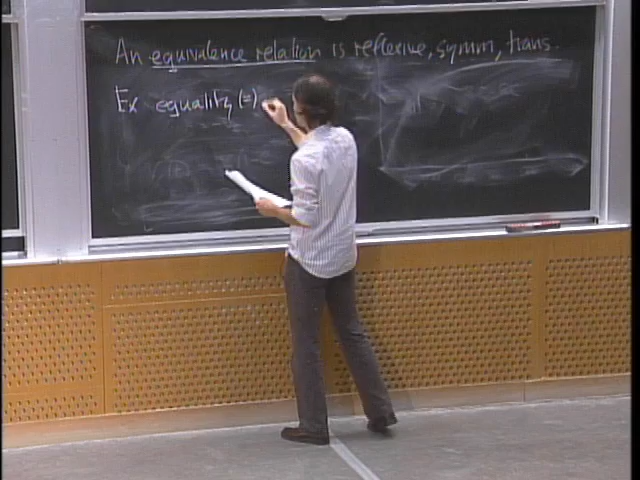 An equivalence relation is reflexive, symm, trans.
Ex equality (=),